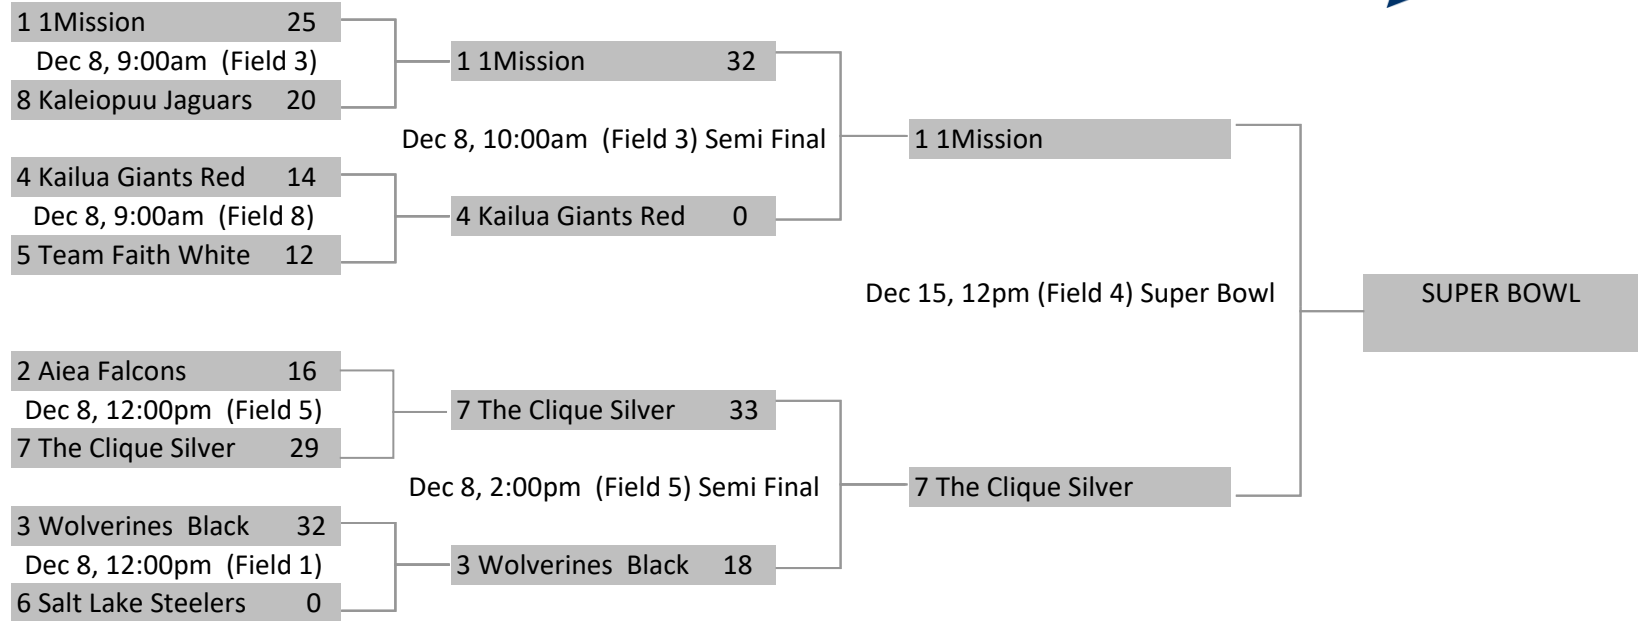 1 1Mission 25
Dec 8, 9:00am (Field 3)
8 Kaleiopuu Jaguars 20
4 Kailua Giants Red 14
Dec 8, 9:00am (Field 8)
5 Team Faith White 12
2 Aiea Falcons 16
Dec 8, 12:00pm (Field 5)
7 The Clique Silver 29
3 Wolverines Black 32
Dec 8, 12:00pm (Field 1)
6 Salt Lake Steelers 0
1 1Mission 32
Dec 8, 10:00am (Field 3) Semi Final
4 Kailua Giants Red 0
7 The Clique Silver 33
Dec 8, 2:00pm (Field 5) Semi Final
3 Wolverines Black 18
1 1Mission
Dec 15, 12pm (Field 4) Super Bowl
7 The Clique Silver
SUPER BOWL